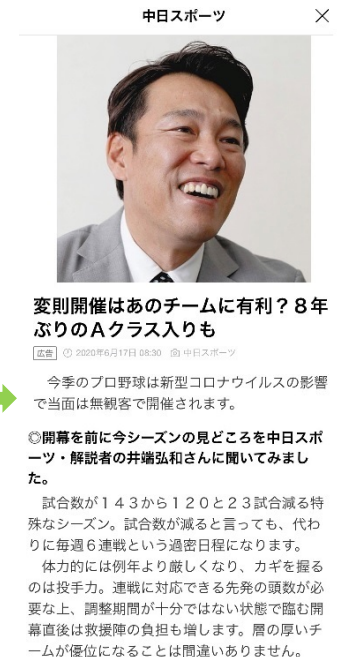 中日スポーツ
変則開催はあのチームに有利？８年
ぶりのＡクラス入りも
広告 2020年6月17日 08:30 中日スポーツ
　今季のプロ野球は新型コロナウイルスの影響
で当面は無観客で開催されます。
◎開幕を前に今シーズンの見どころを中日スポ
ーツ・解説者の井端弘和さんに聞いてみまし
た。
　試合数が１４３から１２０と２３試合減る特
殊なシーズン。試合数が減ると言っても、代わ
りに毎週６連戦という過密日程になります。
　体力的には例年より厳しくなり、カギを握る
のは投手力。連戦に対応できる先発の頭数が必
要な上、調整期間が十分ではない状態で臨む開
幕直後は救援陣の負担も増します。層の厚いチ
ームが優位になることは間違いありません。